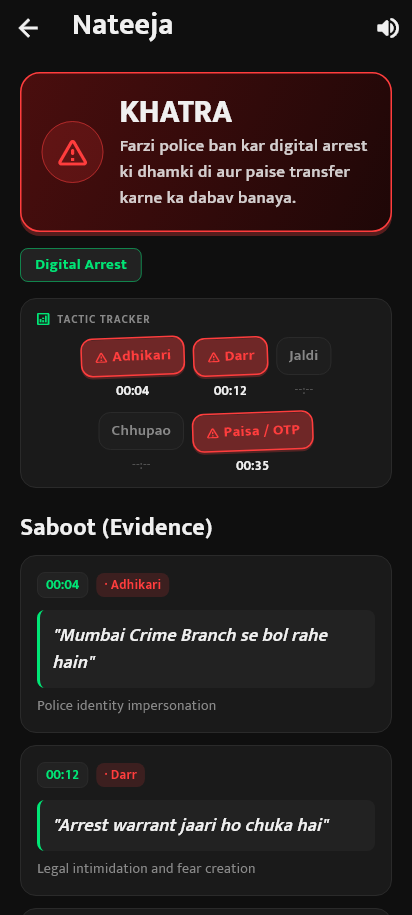 Nateeja
KHATRA
Farzi police ban kar digital arrest
ki dhamki di aur paise transfer
karne ka dabav banaya.
Digital Arrest
TACTIC TRACKER
Adhikari
Darr
Jaldi
00:04
00:12
--:--
Chhupao
Paisa / OTP
--:--
00:35
Saboot (Evidence)
00:04
· Adhikari
"Mumbai Crime Branch se bol rahe
hain"
Police identity impersonation
00:12
· Darr
"Arrest warrant jaari ho chuka hai"
Legal intimidation and fear creation